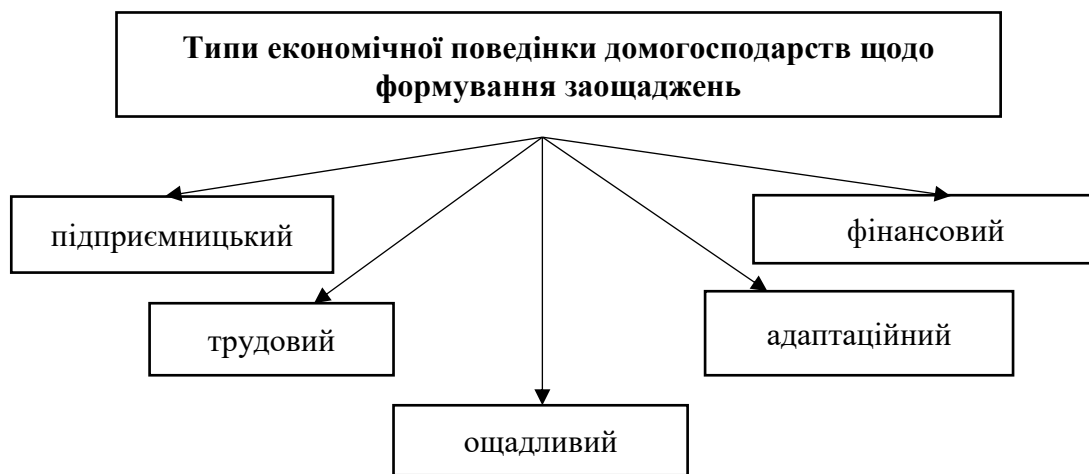 Типи економічної поведінки домогосподарств щодо
формування заощаджень
підприємницький
фінансовий
трудовий
адаптаційний
ощадливий